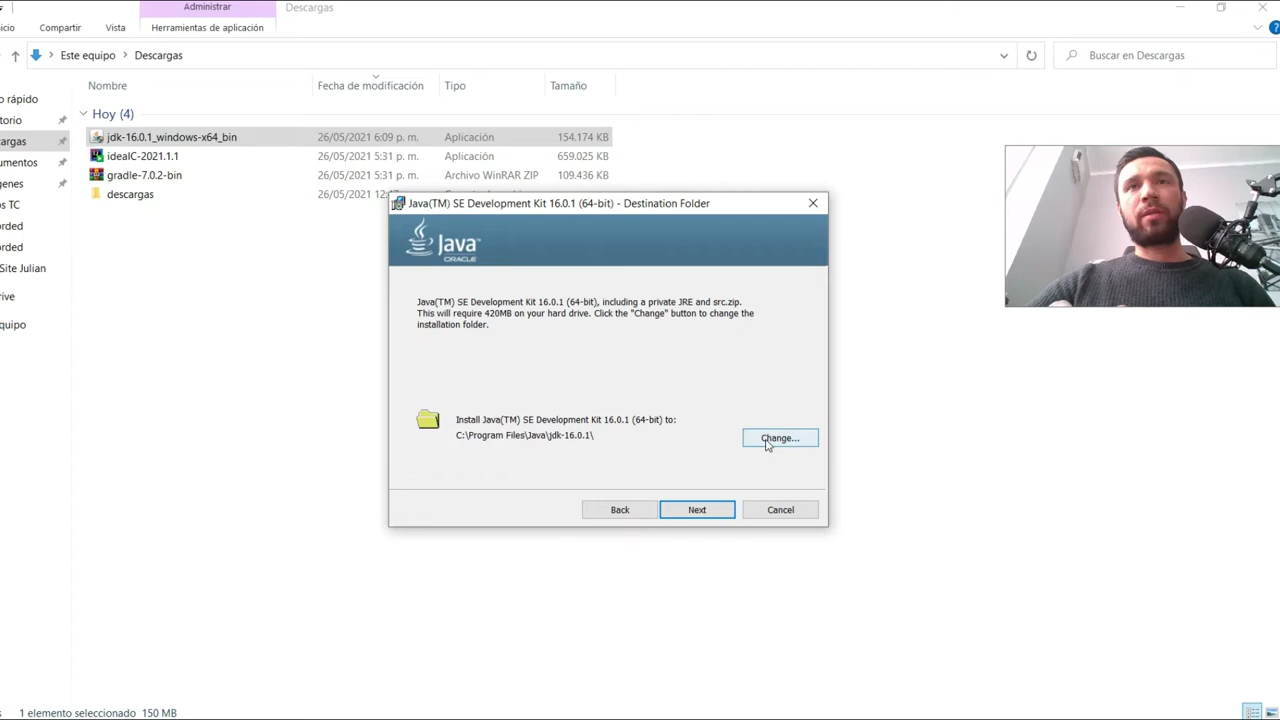 Administrar
Descargas
icio
Compartir
Vista
Herramientas de aplicación
Este equipo
Descargas
Buscar en Descargas
Nombre
Fecha de modificación
Tipo
Tamaño
o rápido
torio
cargas
umentos
genes
os TC
orded
orded
Site Julian
rive
quipo
Hoy (4)
jdk-16.0.1_windows-x64_bin
26/05/2021 6:09 p. m.
Aplicación
154.174 KB
ideaIC-2021.1.1
26/05/2021 5:31 p. m.
Aplicación
659.025 KB
gradle-7.0.2-bin
26/05/2021 5:31 p. m.
Archivo WinRAR ZIP
109.436 KB
descargas
26/05/2021 12:
Java(TM) SE Development Kit 16.0.1 (64-bit) - Destination Folder
Java
ORACLE
Java(TM) SE Development Kit 16.0.1 (64-bit), including a private JRE and src.zip.
This will require 420MB on your hard drive. Click the "Change" button to change the
installation folder.
Install Java(TM) SE Development Kit 16.0.1 (64-bit) to:
C:\Program Files\Java\jdk-16.0.1\
Change...
Back
Next
Cancel
1 elemento seleccionado
150 MB